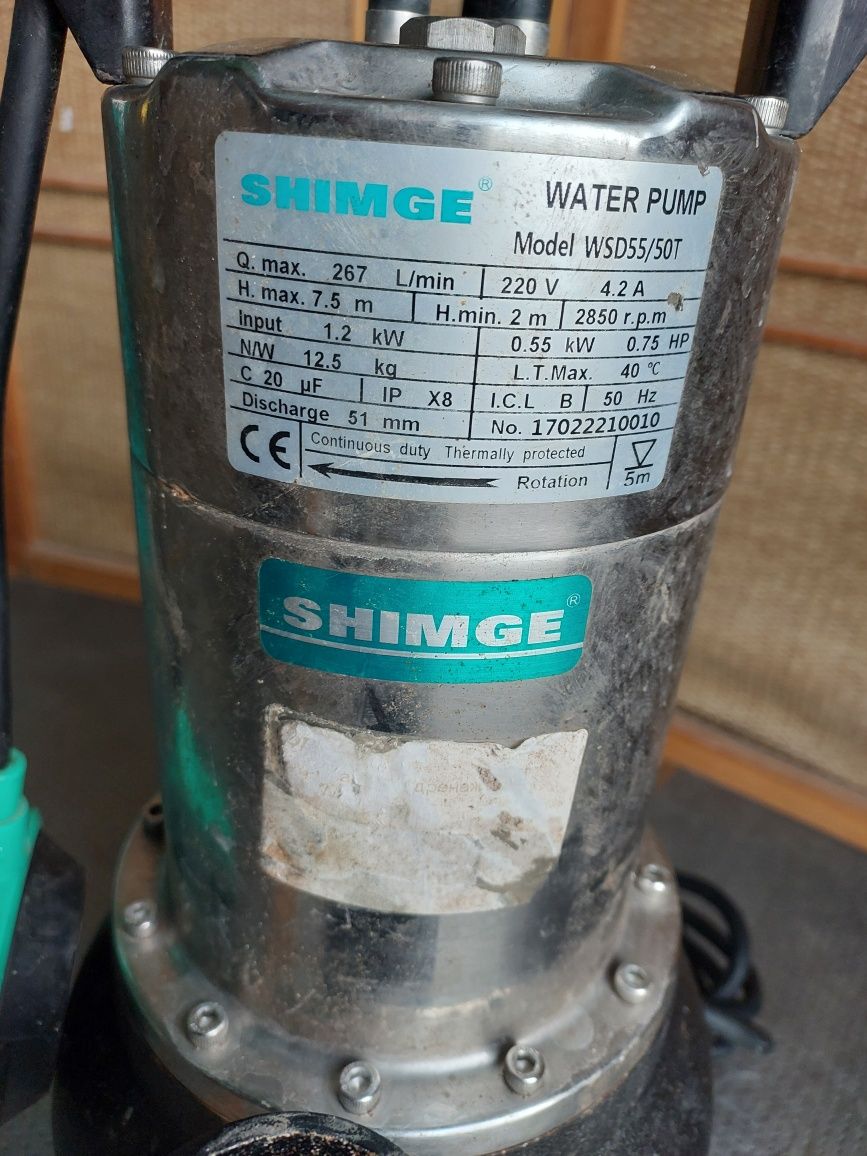 SHIMGE ® WATER PUMP
Model WSD55/50T
Q. max. 267 L/min 220 V 4.2 A
H. max. 7.5 m H.min. 2 m 2850 r.p.m
Input 1.2 kW 0.55 kW 0.75 HP
N/W 12.5 kg L.T.Max. 40 ℃
C 20 µF IP X8 I.C.L B 50 Hz
Discharge 51 mm No. 17022210010
CE Continuous duty Thermally protected
Rotation 5m
SHIMGE ®